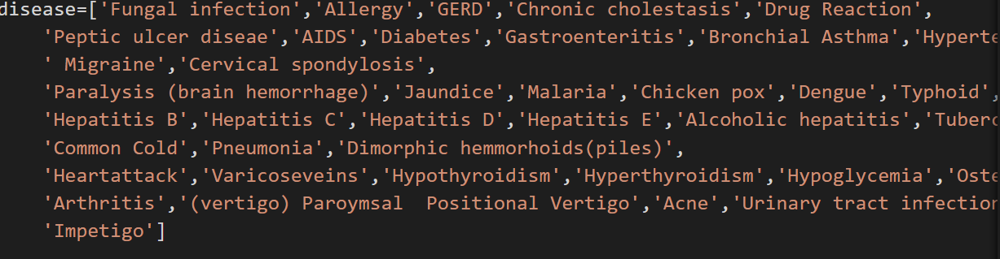 disease=['Fungal infection','Allergy','GERD','Chronic cholestasis','Drug Reaction',
'Peptic ulcer diseae','AIDS','Diabetes','Gastroenteritis','Bronchial Asthma','Hyperte
' Migraine','Cervical spondylosis',
'Paralysis (brain hemorrhage)','Jaundice','Malaria','Chicken pox','Dengue','Typhoid',
'Hepatitis B','Hepatitis C','Hepatitis D','Hepatitis E','Alcoholic hepatitis','Tuberc
'Common Cold','Pneumonia','Dimorphic hemmorhoids(piles)',
'Heartattack','Varicoseveins','Hypothyroidism','Hyperthyroidism','Hypoglycemia','Oste
'Arthritis','(vertigo) Paroymsal  Positional Vertigo','Acne','Urinary tract infection
'Impetigo']